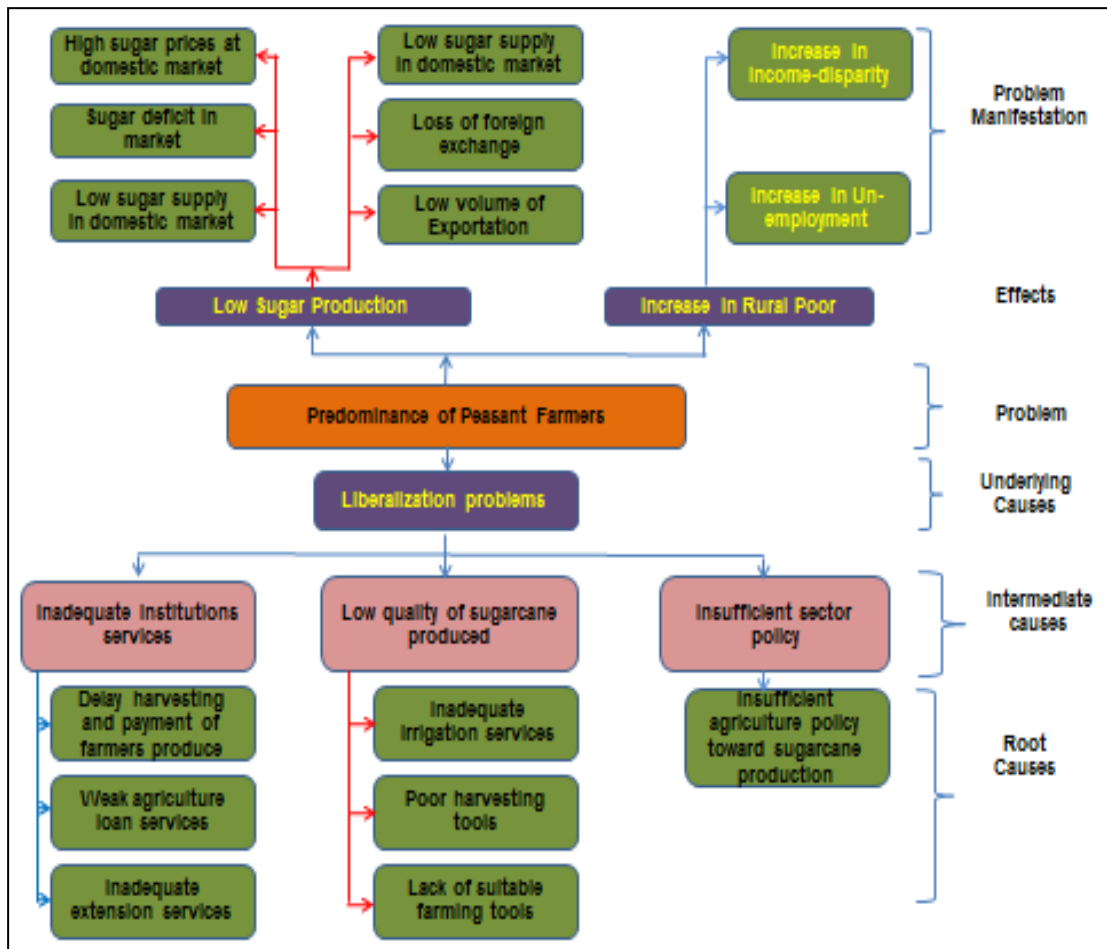 High sugar prices at
domestic market
Low sugar supply
in domestic market
Increase in
income-disparity
Problem
Manifestation
Sugar deficit in
market
Loss of foreign
exchange
Low sugar supply
in domestic market
Low volume of
Exportation
Increase in Un-
employment
Low Sugar Production
Increase in Rural Poor
Effects
Predominance of Peasant Farmers
Problem
Liberalization problems
Underlying
Causes
Inadequate institutions
services
Low quality of sugarcane
produced
Insufficient sector
policy
Intermediate
causes
Delay harvesting
and payment of
farmers produce
Inadequate
irrigation services
Insufficient
agriculture policy
toward sugarcane
production
Root
Causes
Weak agriculture
loan services
Poor harvesting
tools
Inadequate
extension services
Lack of suitable
farming tools